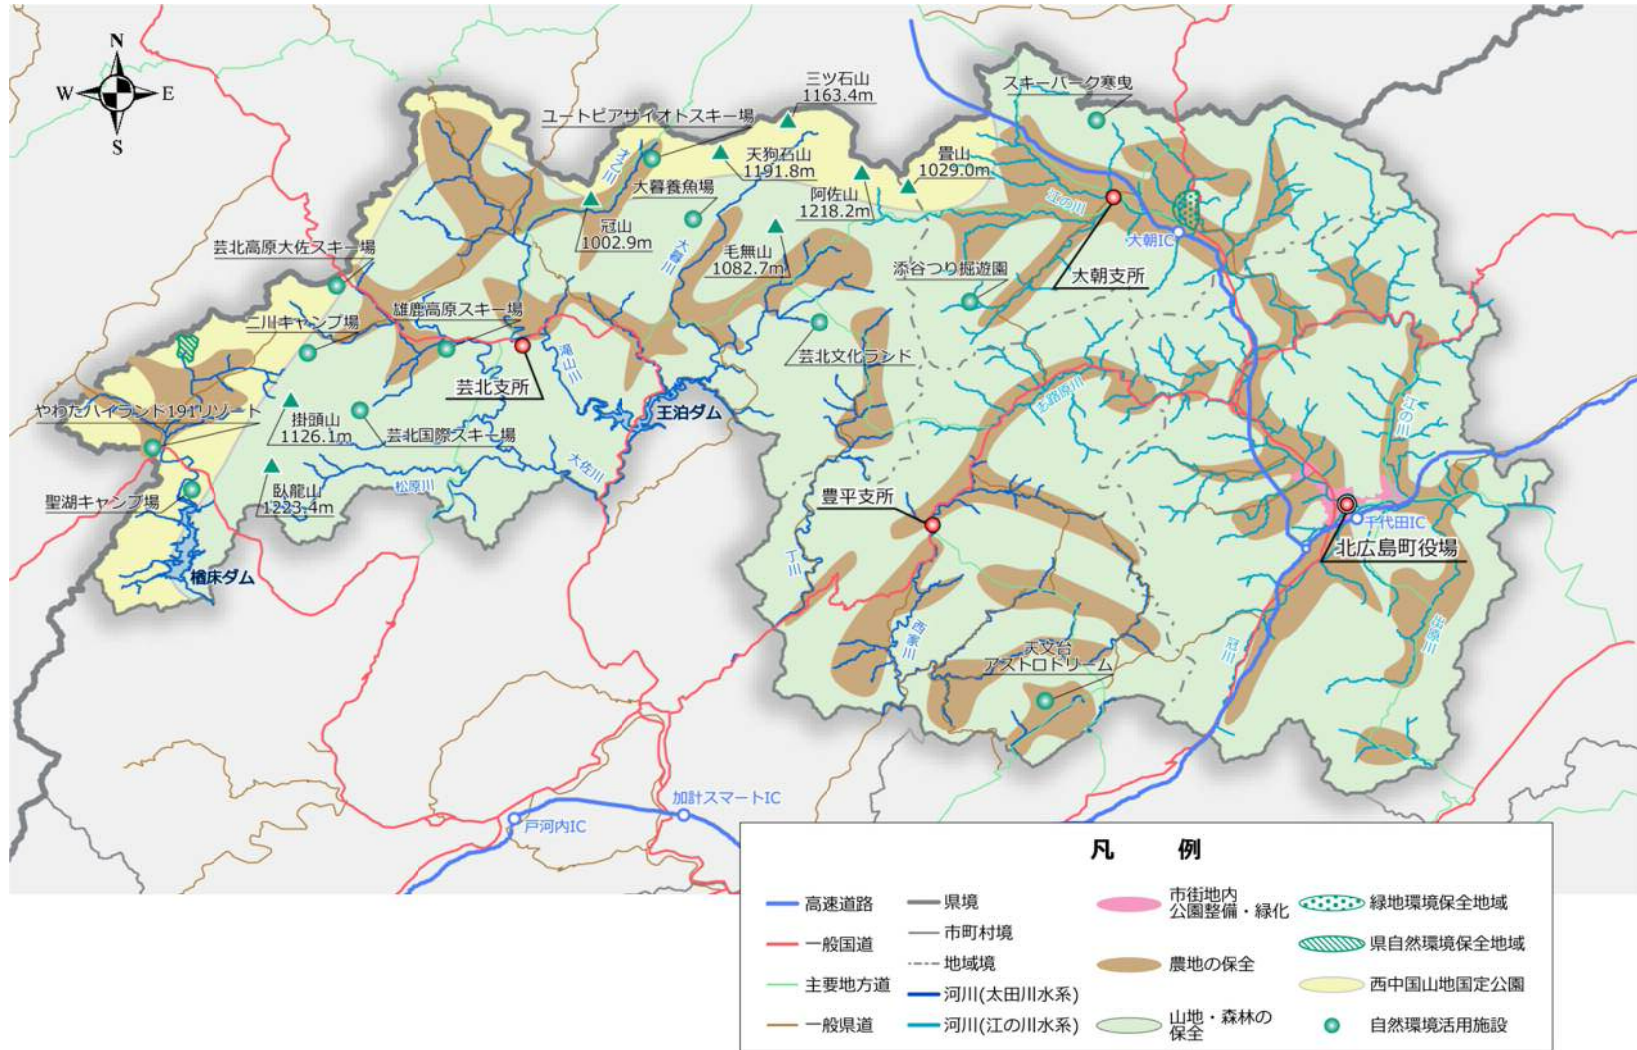 N
W
E
S
三ツ石山
1163.4m
スキーパーク寒曳
ユートピアサイオトスキー場
天狗石山
1191.8m
畳山
1029.0m
大暮養魚場
阿佐山
1218.2m
江の川
冠山
1002.9m
大暮川
毛無山
1082.7m
大朝IC
芸北高原大佐スキー場
添谷つり掘遊園
大朝支所
二川キャンプ場
雄鹿高原スキー場
滝山川
芸北文化ランド
芸北支所
志路原川
江の川
やわたハイランド191リゾート
掛頭山
1126.1m
芸北国際スキー場
王泊ダム
大佐川
松原川
臥龍山
1223.4m
聖湖キャンプ場
豊平支所
千代田IC
北広島町役場
樽床ダム
丁川
西宗川
冠川
出原川
天文台
アストロドリーム
加計スマートIC
戸河内IC
凡 例
高速道路
一般国道
主要地方道
一般県道
県境
市町村境
地域境
河川(太田川水系)
河川(江の川水系)
市街地内
公園整備・緑化
農地の保全
山地・森林の
保全
緑地環境保全地域
県自然環境保全地域
西中国山地国定公園
自然環境活用施設